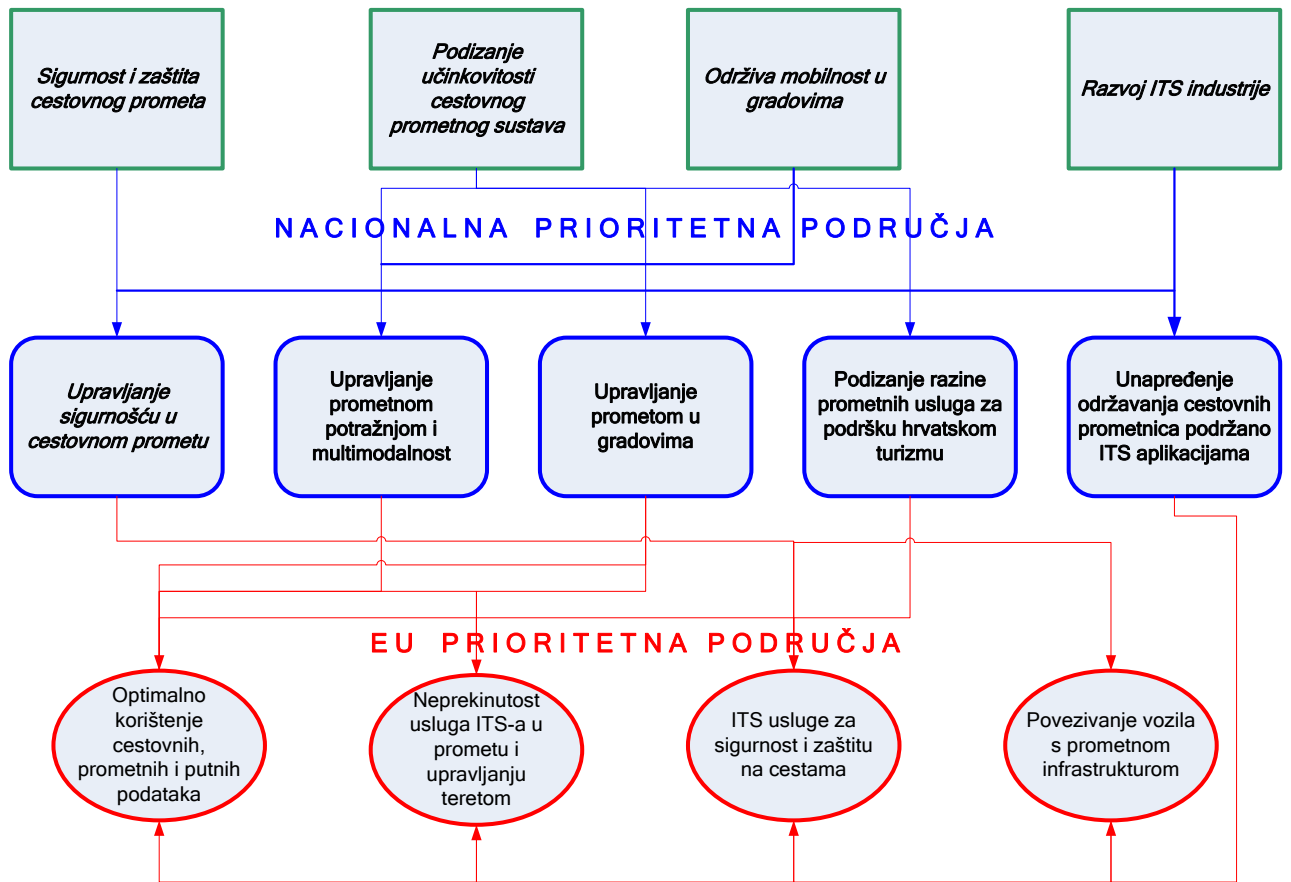 Sigurnost i zaštita
cestovnog prometa
Podizanje
učinkovitosti
cestovnog
prometnog sustava
Održiva mobilnost u
gradovima
Razvoj ITS industrije
NACIONALNA PRIORITETNA PODRUČJA
Upravljanje
sigurnošću u
cestovnom prometu
Upravljanje
prometnom
potražnjom i
multimodalnost
Upravljanje
prometom u
gradovima
Podizanje razine
prometnih usluga za
podršku hrvatskom
turizmu
Unapređenje
održavanja cestovnih
prometnica podržano
ITS aplikacijama
EU PRIORITETNA PODRUČJA
Optimalno
korištenje
cestovnih,
prometnih i putnih
podataka
Neprekinutost
usluga ITS-a u
prometu i
upravljanju
teretom
ITS usluge za
sigurnost i zaštitu
na cestama
Povezivanje vozila
s prometnom
infrastrukturom